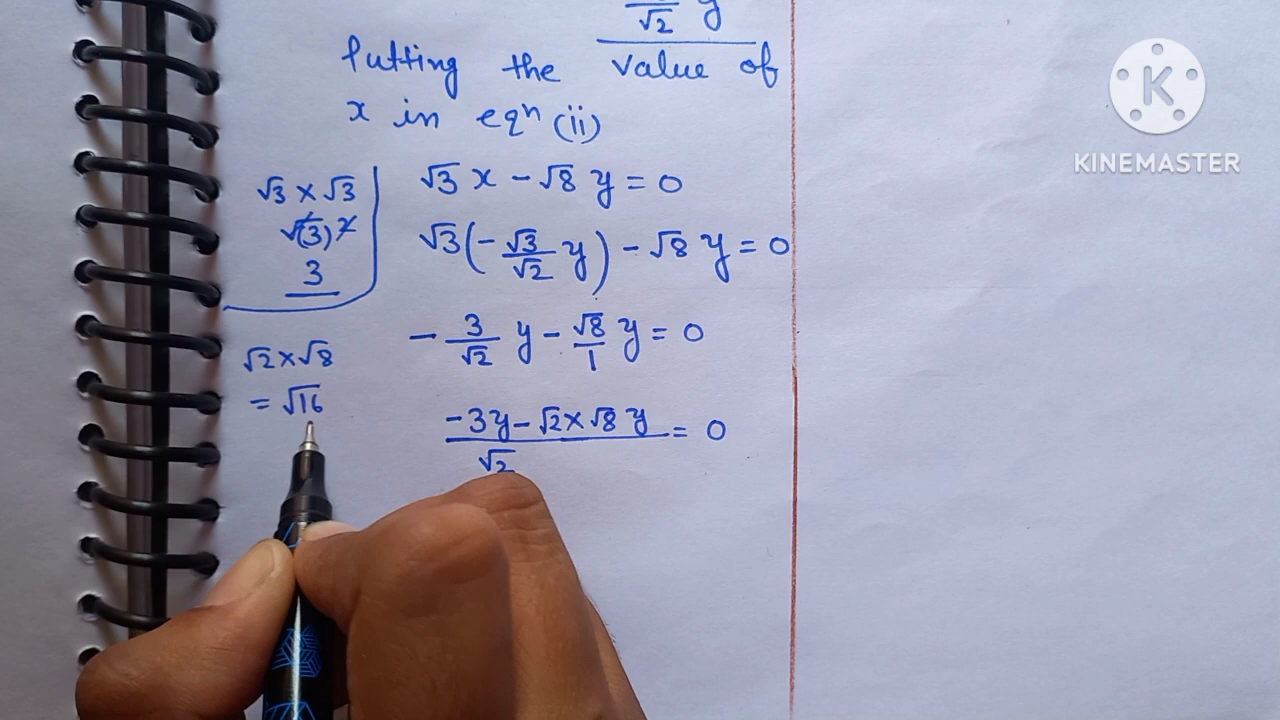 √2 y
Putting the value of
x in eqⁿ (ii)
√3 x - √8 y = 0
√3(-√3/√2 y) - √8 y = 0
-3/√2 y - √8/1 y = 0
(-3y - √2 × √8 y)/√2 = 0
√3 × √3
√(3)²
3
√2 × √8
= √16
KINEMASTER